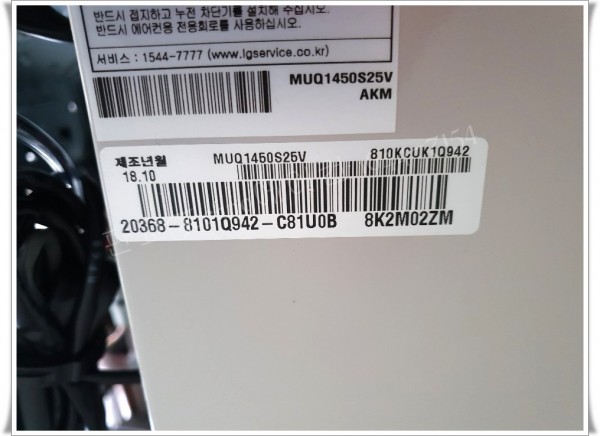 반드시 접지하고 누전 차단기를 설치해 주십시오.
반드시 에어컨용 전용회로를 사용하십시오.
서비스 : 1544-7777 (www.lgservice.co.kr)
MUQ1450S25V
AKM
제조년월 MUQ1450S25V 810KCUK1Q942
18.10
20368-8101Q942-C81U0B 8K2M02ZM